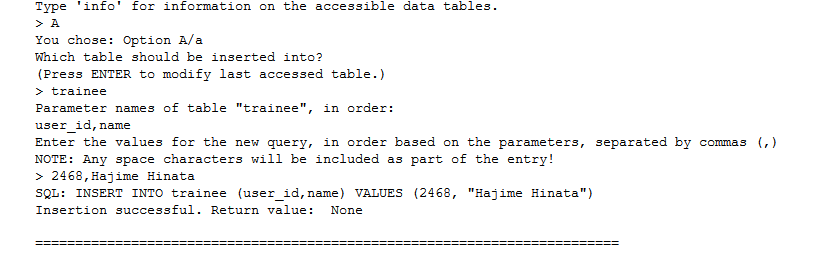 Type 'info' for information on the accessible data tables.
> A
You chose: Option A/a
Which table should be inserted into?
(Press ENTER to modify last accessed table.)
> trainee
Parameter names of table "trainee", in order:
user_id,name
Enter the values for the new query, in order based on the parameters, separated by commas (,)
NOTE: Any space characters will be included as part of the entry!
> 2468,Hajime Hinata
SQL: INSERT INTO trainee (user_id,name) VALUES (2468, "Hajime Hinata")
Insertion successful. Return value:  None
=========================================================================